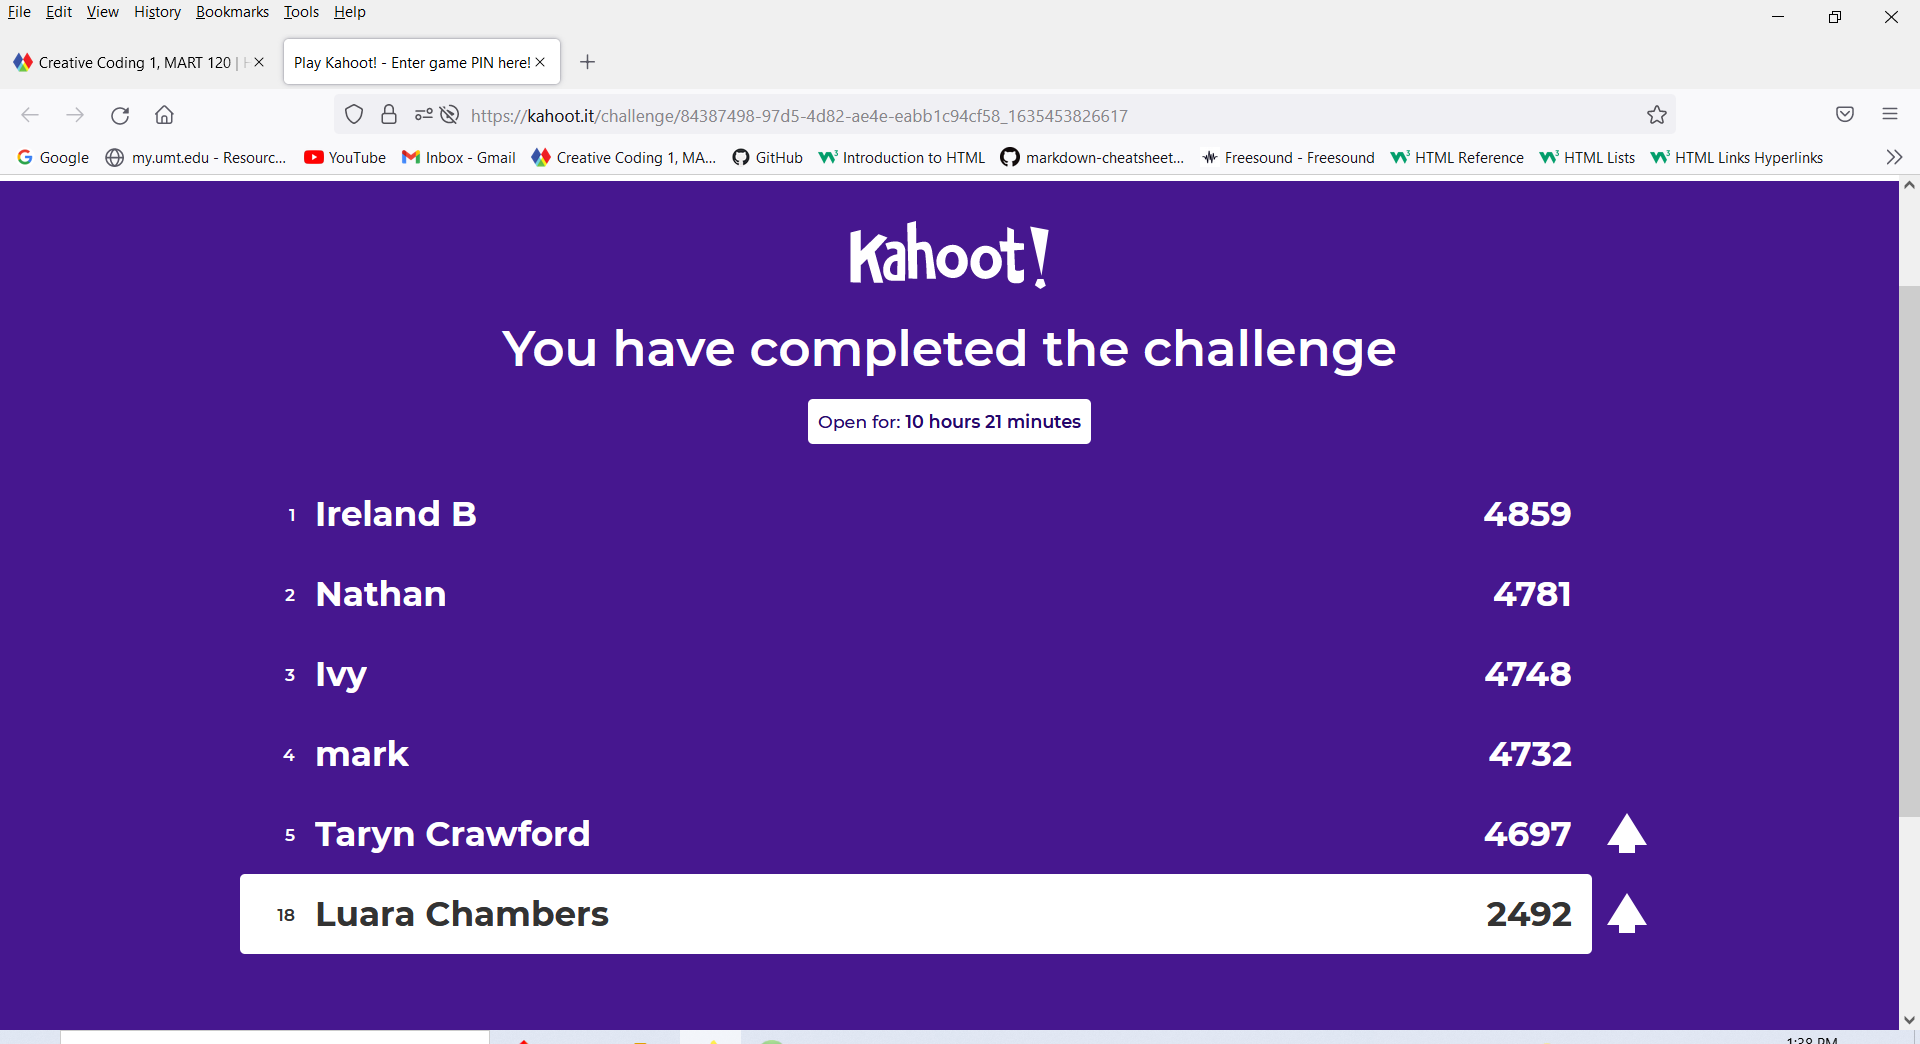 File Edit View History Bookmarks Tools Help
Creative Coding 1, MART 120 | Play Kahoot! - Enter game PIN here!
https://kahoot.it/challenge/84387498-97d5-4d82-ae4e-eabb1c94cf58_1635453826617
Google my.umt.edu - Resourc... YouTube Inbox - Gmail Creative Coding 1, MA... GitHub Introduction to HTML markdown-cheatsheet... Freesound - Freesound HTML Reference HTML Lists HTML Links Hyperlinks
Kahoot!
You have completed the challenge
Open for: 10 hours 21 minutes
1 Ireland B 4859
2 Nathan 4781
3 Ivy 4748
4 mark 4732
5 Taryn Crawford 4697
18 Luara Chambers 2492
1:38 PM